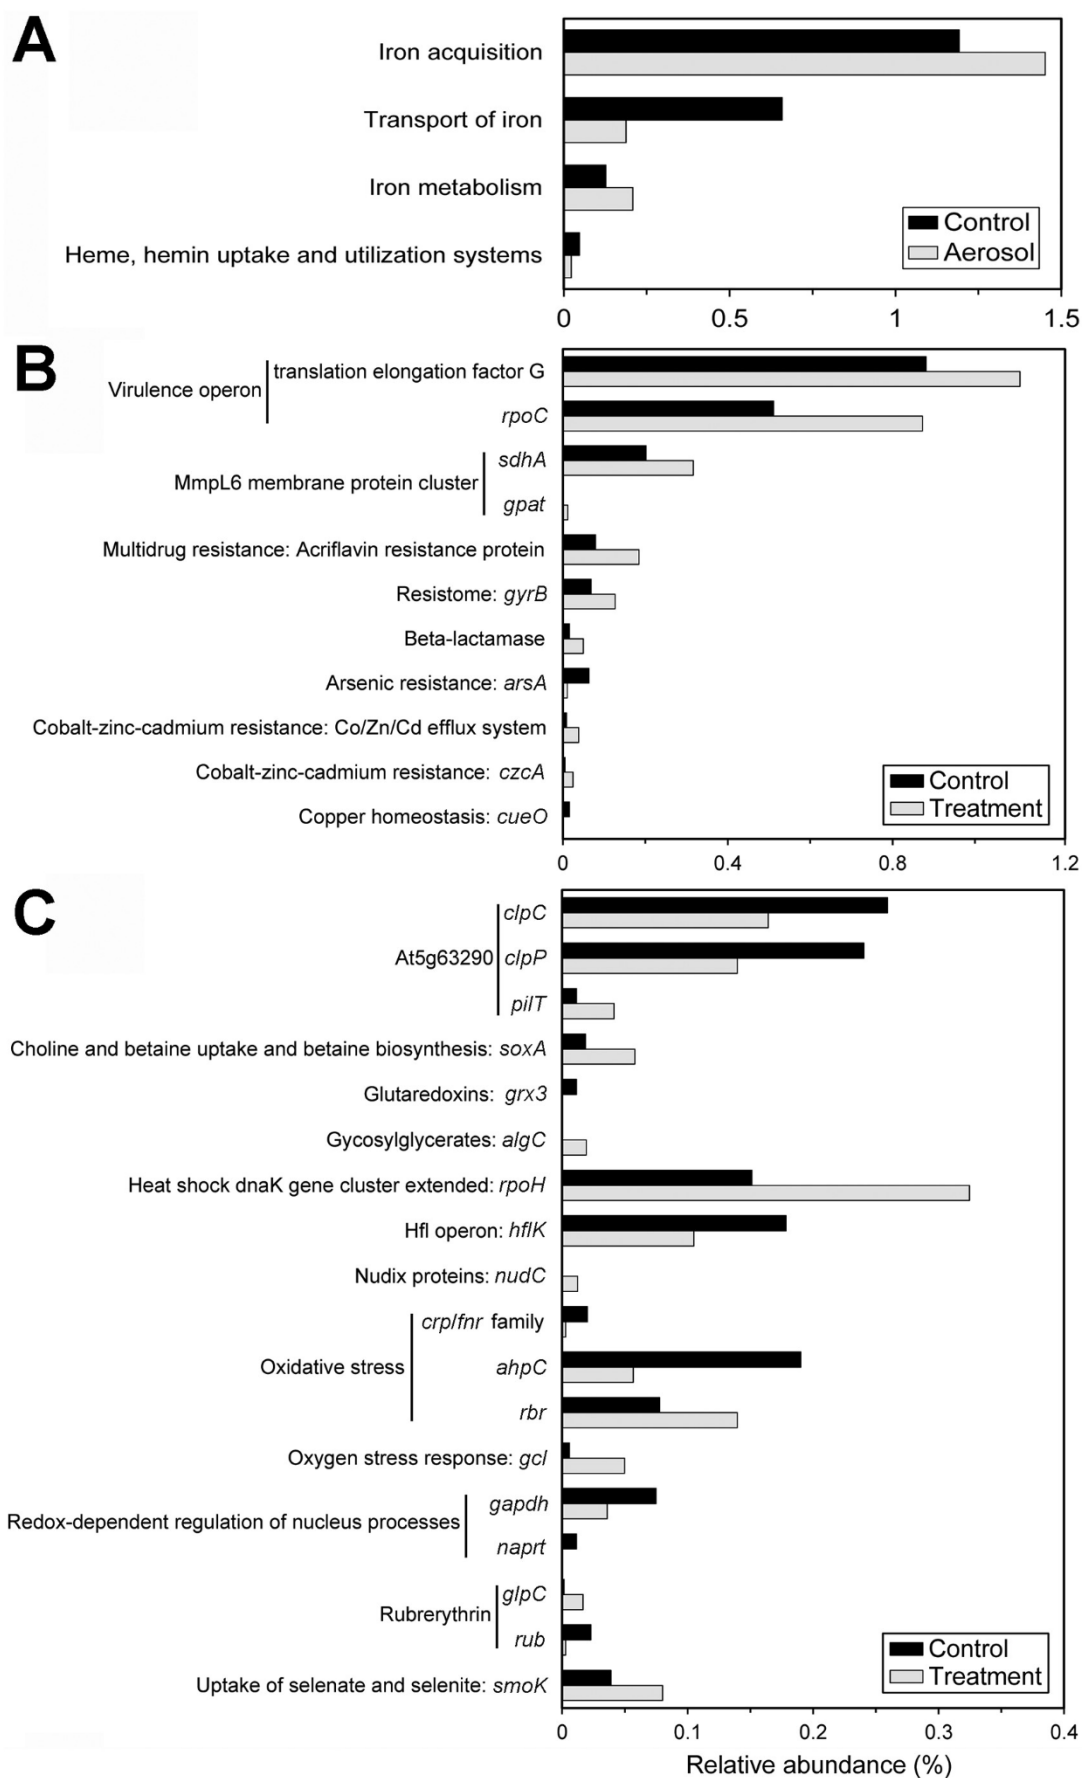 A
Iron acquisition
Transport of iron
Iron metabolism
Heme, hemin uptake and utilization systems
Control
Aerosol
0 0.5 1 1.5
B
Virulence operon
translation elongation factor G
rpoC
MmpL6 membrane protein cluster
sdhA
gpat
Multidrug resistance: Acriflavin resistance protein
Resistome: gyrB
Beta-lactamase
Arsenic resistance: arsA
Cobalt-zinc-cadmium resistance: Co/Zn/Cd efflux system
Cobalt-zinc-cadmium resistance: czcA
Copper homeostasis: cueO
Control
Treatment
0 0.4 0.8 1.2
C
At5g63290
clpC
clpP
pilT
Choline and betaine uptake and betaine biosynthesis: soxA
Glutaredoxins: grx3
Gycosylglycerates: algC
Heat shock dnaK gene cluster extended: rpoH
Hfl operon: hflK
Nudix proteins: nudC
Oxidative stress
crp/fnr family
ahpC
rbr
Oxygen stress response: gcl
Redox-dependent regulation of nucleus processes
gapdh
naprt
Rubrerythrin
glpC
rub
Uptake of selenate and selenite: smoK
Control
Treatment
0 0.1 0.2 0.3 0.4
Relative abundance (%)